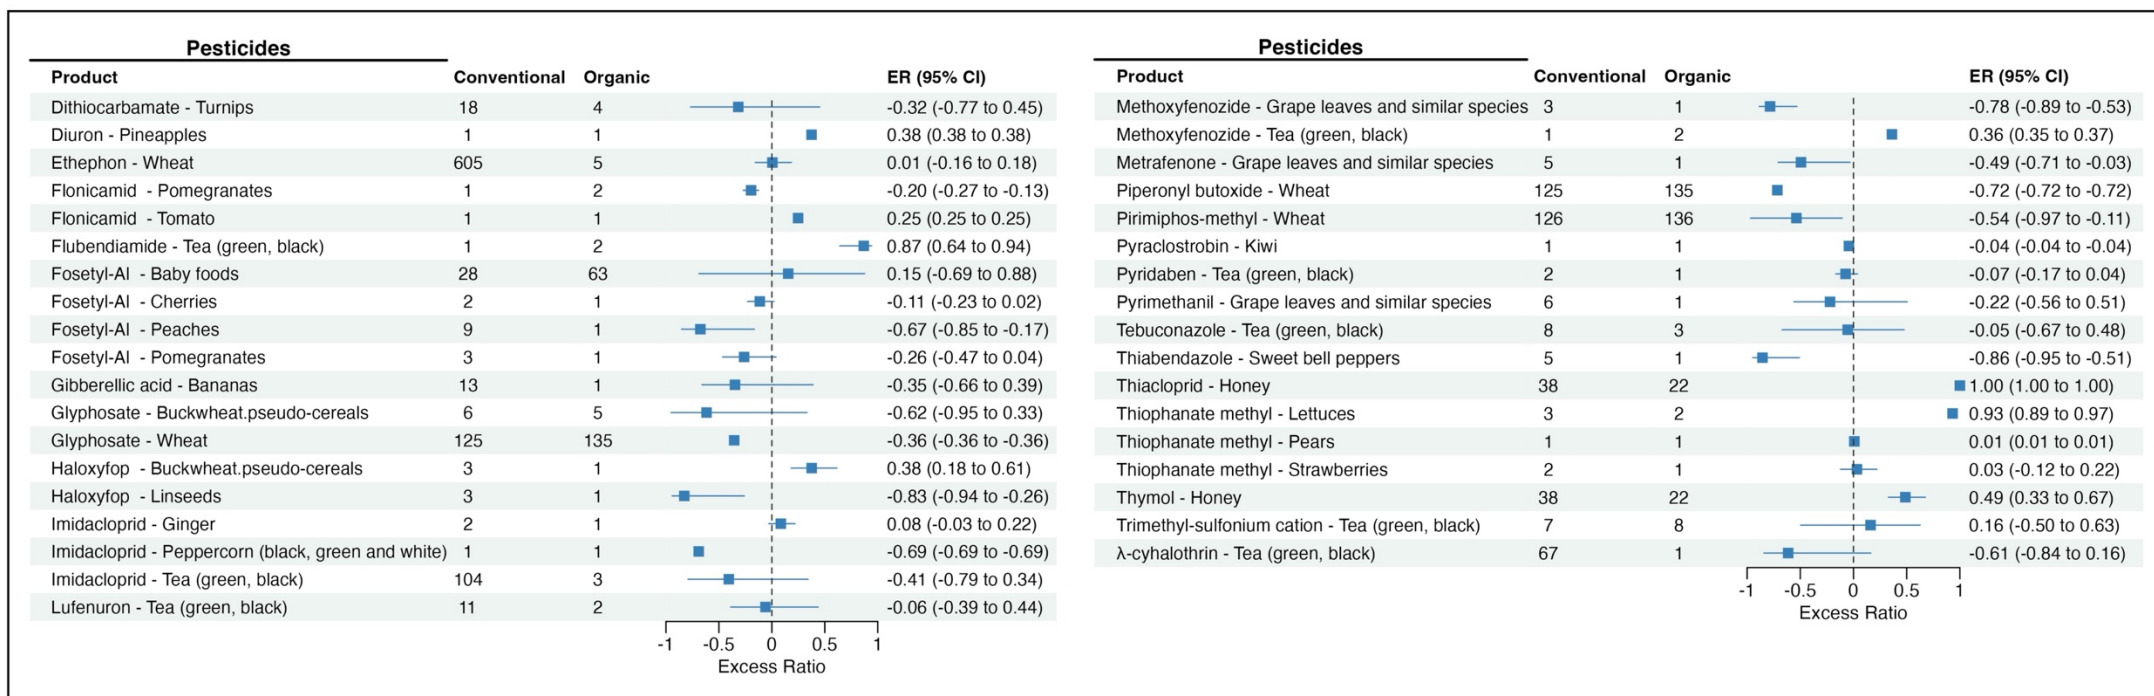 Pesticides
Product Conventional Organic ER (95% CI)
Dithiocarbamate - Turnips 18 4 -0.32 (-0.77 to 0.45)
Diuron - Pineapples 1 1 0.38 (0.38 to 0.38)
Ethephon - Wheat 605 5 0.01 (-0.16 to 0.18)
Flonicamid - Pomegranates 1 2 -0.20 (-0.27 to -0.13)
Flonicamid - Tomato 1 1 0.25 (0.25 to 0.25)
Flubendiamide - Tea (green, black) 1 2 0.87 (0.64 to 0.94)
Fosetyl-Al - Baby foods 28 63 0.15 (-0.69 to 0.88)
Fosetyl-Al - Cherries 2 1 -0.11 (-0.23 to 0.02)
Fosetyl-Al - Peaches 9 1 -0.67 (-0.85 to -0.17)
Fosetyl-Al - Pomegranates 3 1 -0.26 (-0.47 to 0.04)
Gibberellic acid - Bananas 13 1 -0.35 (-0.66 to 0.39)
Glyphosate - Buckwheat.pseudo-cereals 6 5 -0.62 (-0.95 to 0.33)
Glyphosate - Wheat 125 135 -0.36 (-0.36 to -0.36)
Haloxyfop - Buckwheat.pseudo-cereals 3 1 0.38 (0.18 to 0.61)
Haloxyfop - Linseeds 3 1 -0.83 (-0.94 to -0.26)
Imidacloprid - Ginger 2 1 0.08 (-0.03 to 0.22)
Imidacloprid - Peppercorn (black, green and white) 1 1 -0.69 (-0.69 to -0.69)
Imidacloprid - Tea (green, black) 104 3 -0.41 (-0.79 to 0.34)
Lufenuron - Tea (green, black) 11 2 -0.06 (-0.39 to 0.44)
-1 -0.5 0 0.5 1
Excess Ratio
Pesticides
Product Conventional Organic ER (95% CI)
Methoxyfenozide - Grape leaves and similar species 3 1 -0.78 (-0.89 to -0.53)
Methoxyfenozide - Tea (green, black) 1 2 0.36 (0.35 to 0.37)
Metrafenone - Grape leaves and similar species 5 1 -0.49 (-0.71 to -0.03)
Piperonyl butoxide - Wheat 125 135 -0.72 (-0.72 to -0.72)
Pirimiphos-methyl - Wheat 126 136 -0.54 (-0.97 to -0.11)
Pyraclostrobin - Kiwi 1 1 -0.04 (-0.04 to -0.04)
Pyridaben - Tea (green, black) 2 1 -0.07 (-0.17 to 0.04)
Pyrimethanil - Grape leaves and similar species 6 1 -0.22 (-0.56 to 0.51)
Tebuconazole - Tea (green, black) 8 3 -0.05 (-0.67 to 0.48)
Thiabendazole - Sweet bell peppers 5 1 -0.86 (-0.95 to -0.51)
Thiacloprid - Honey 38 22 1.00 (1.00 to 1.00)
Thiophanate methyl - Lettuces 3 2 0.93 (0.89 to 0.97)
Thiophanate methyl - Pears 1 1 0.01 (0.01 to 0.01)
Thiophanate methyl - Strawberries 2 1 0.03 (-0.12 to 0.22)
Thymol - Honey 38 22 0.49 (0.33 to 0.67)
Trimethyl-sulfonium cation - Tea (green, black) 7 8 0.16 (-0.50 to 0.63)
λ-cyhalothrin - Tea (green, black) 67 1 -0.61 (-0.84 to 0.16)
-1 -0.5 0 0.5 1
Excess Ratio